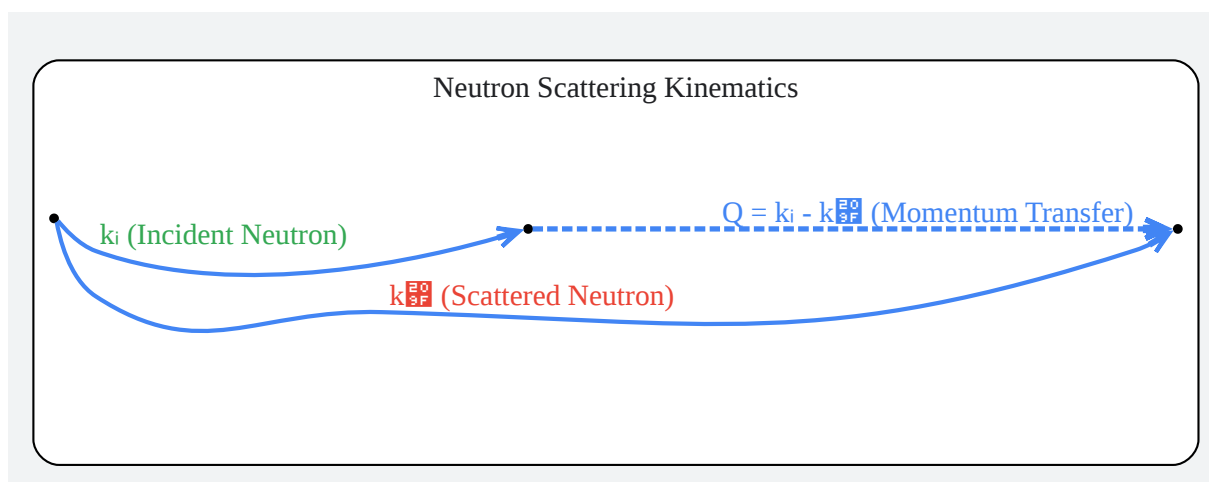 Neutron Scattering Kinematics
Q = kᵢ - k₟ (Momentum Transfer)
kᵢ (Incident Neutron)
k₟ (Scattered Neutron)